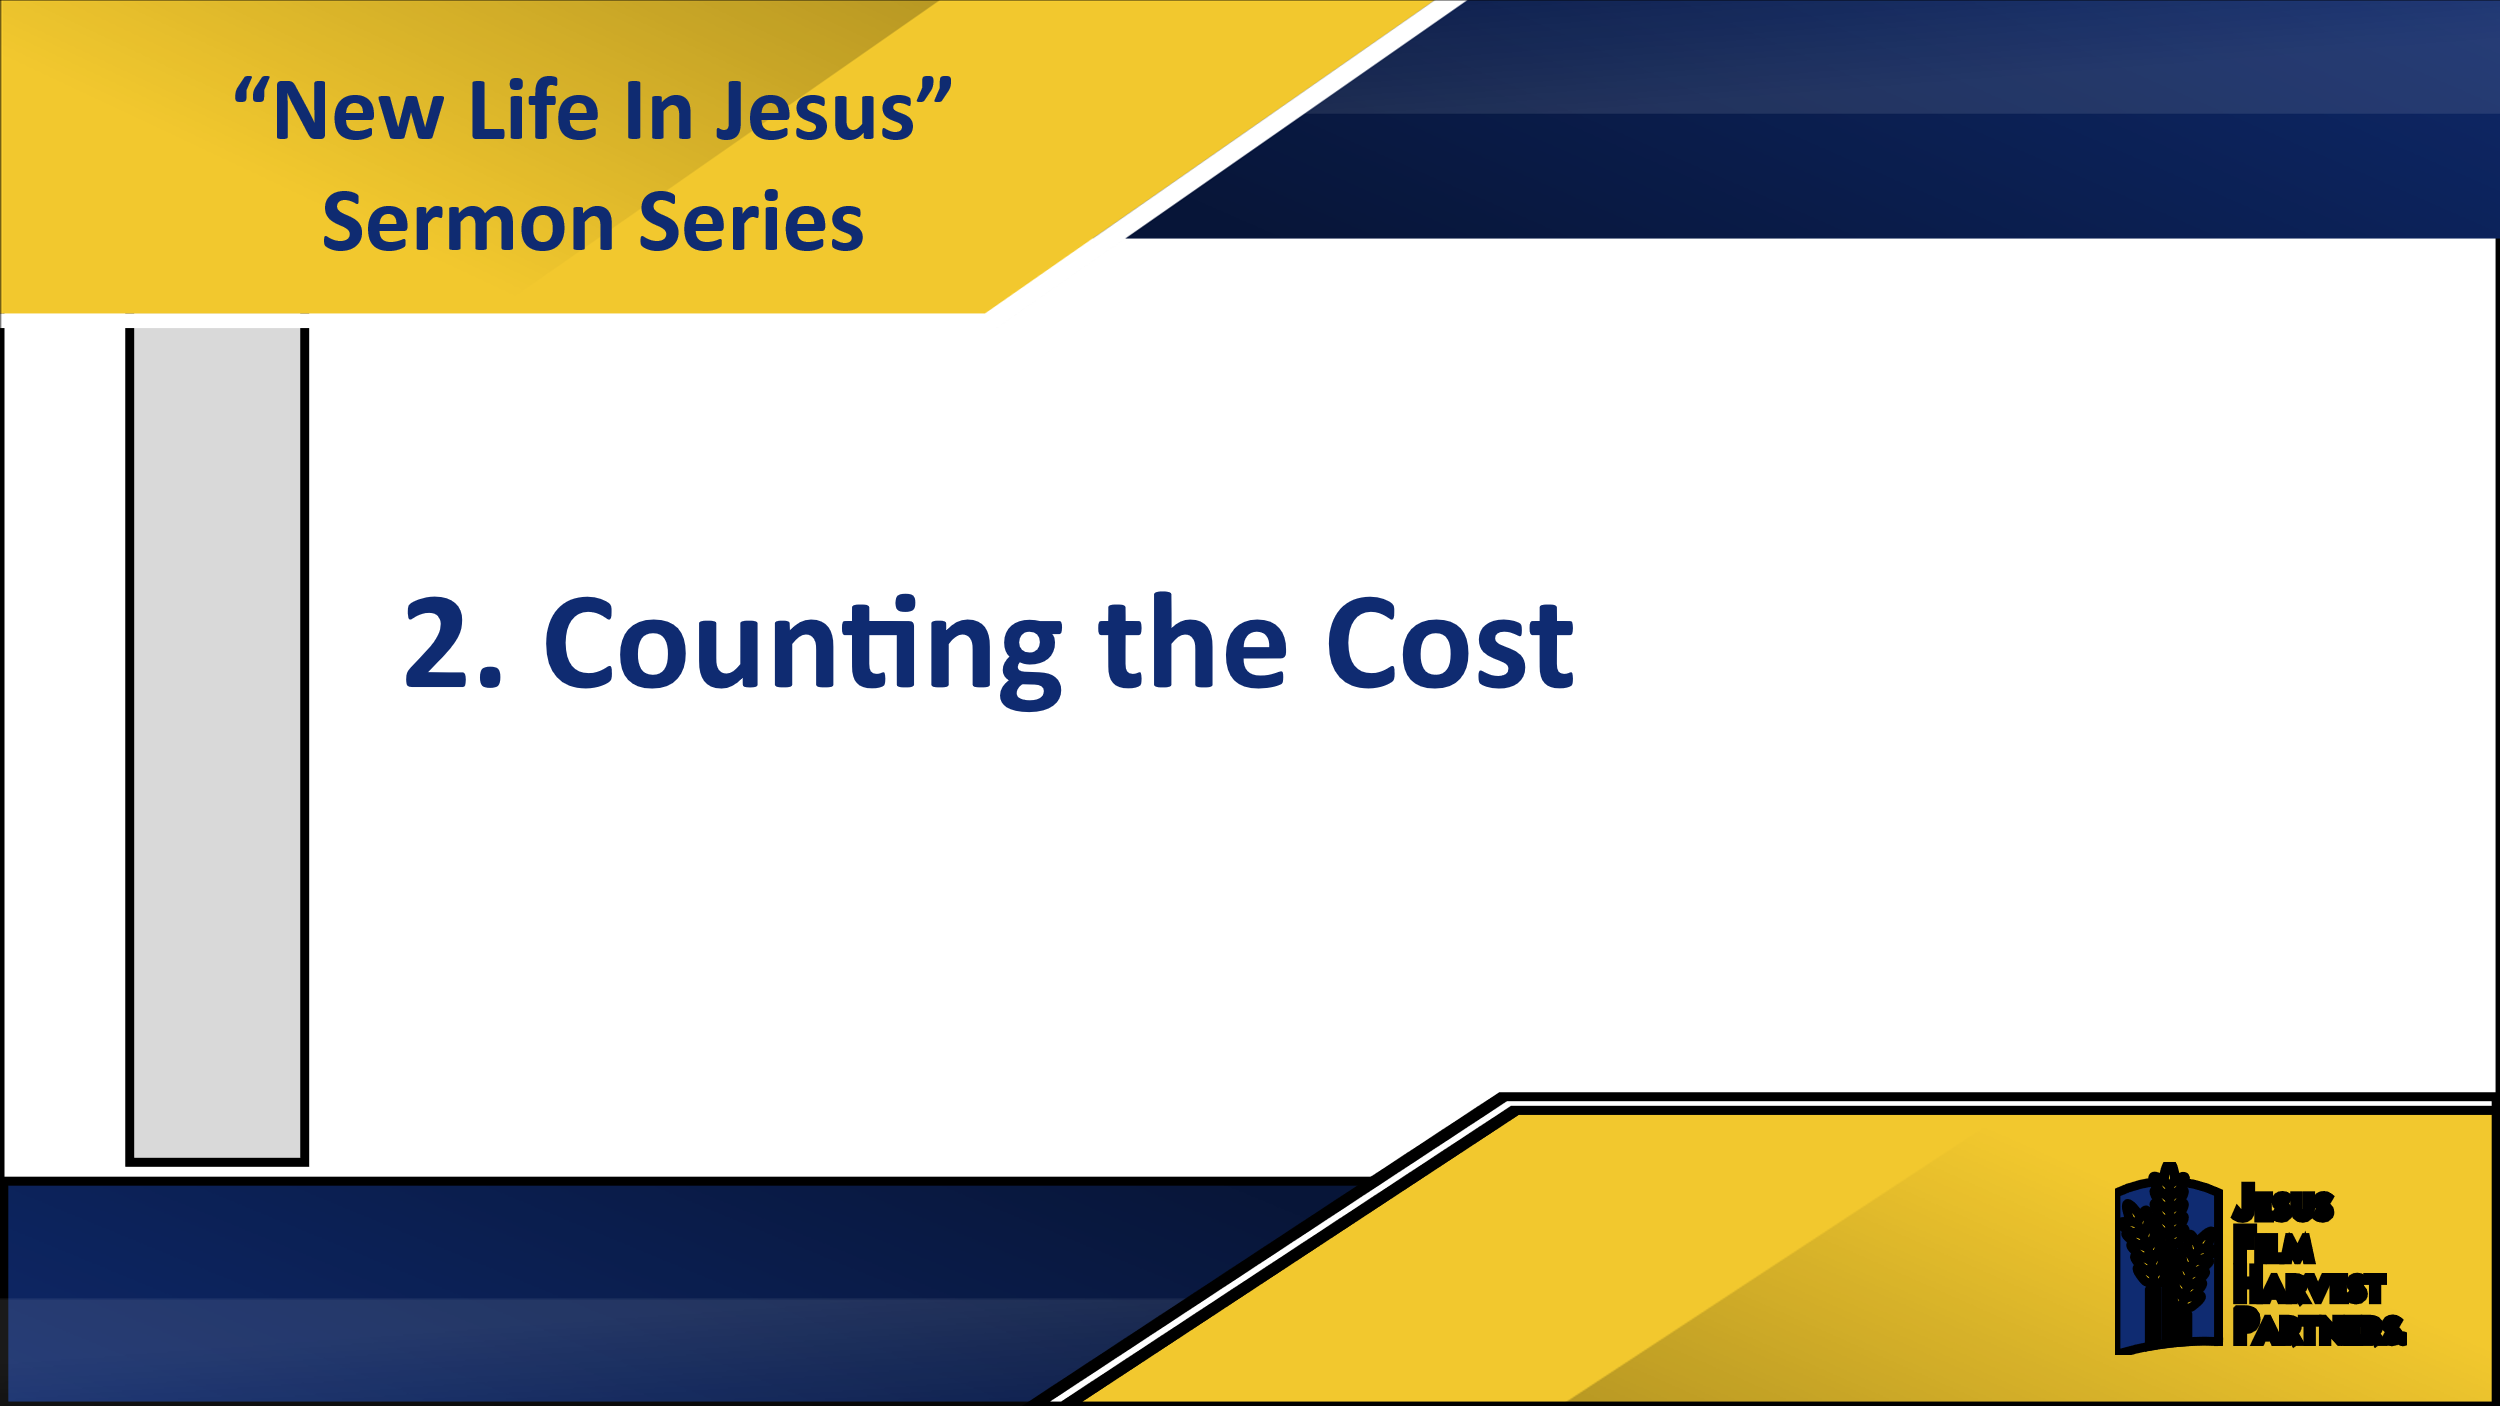 “New Life In Jesus”
Sermon Series
2. Counting the Cost
Jesus
Film
Harvest
Partners